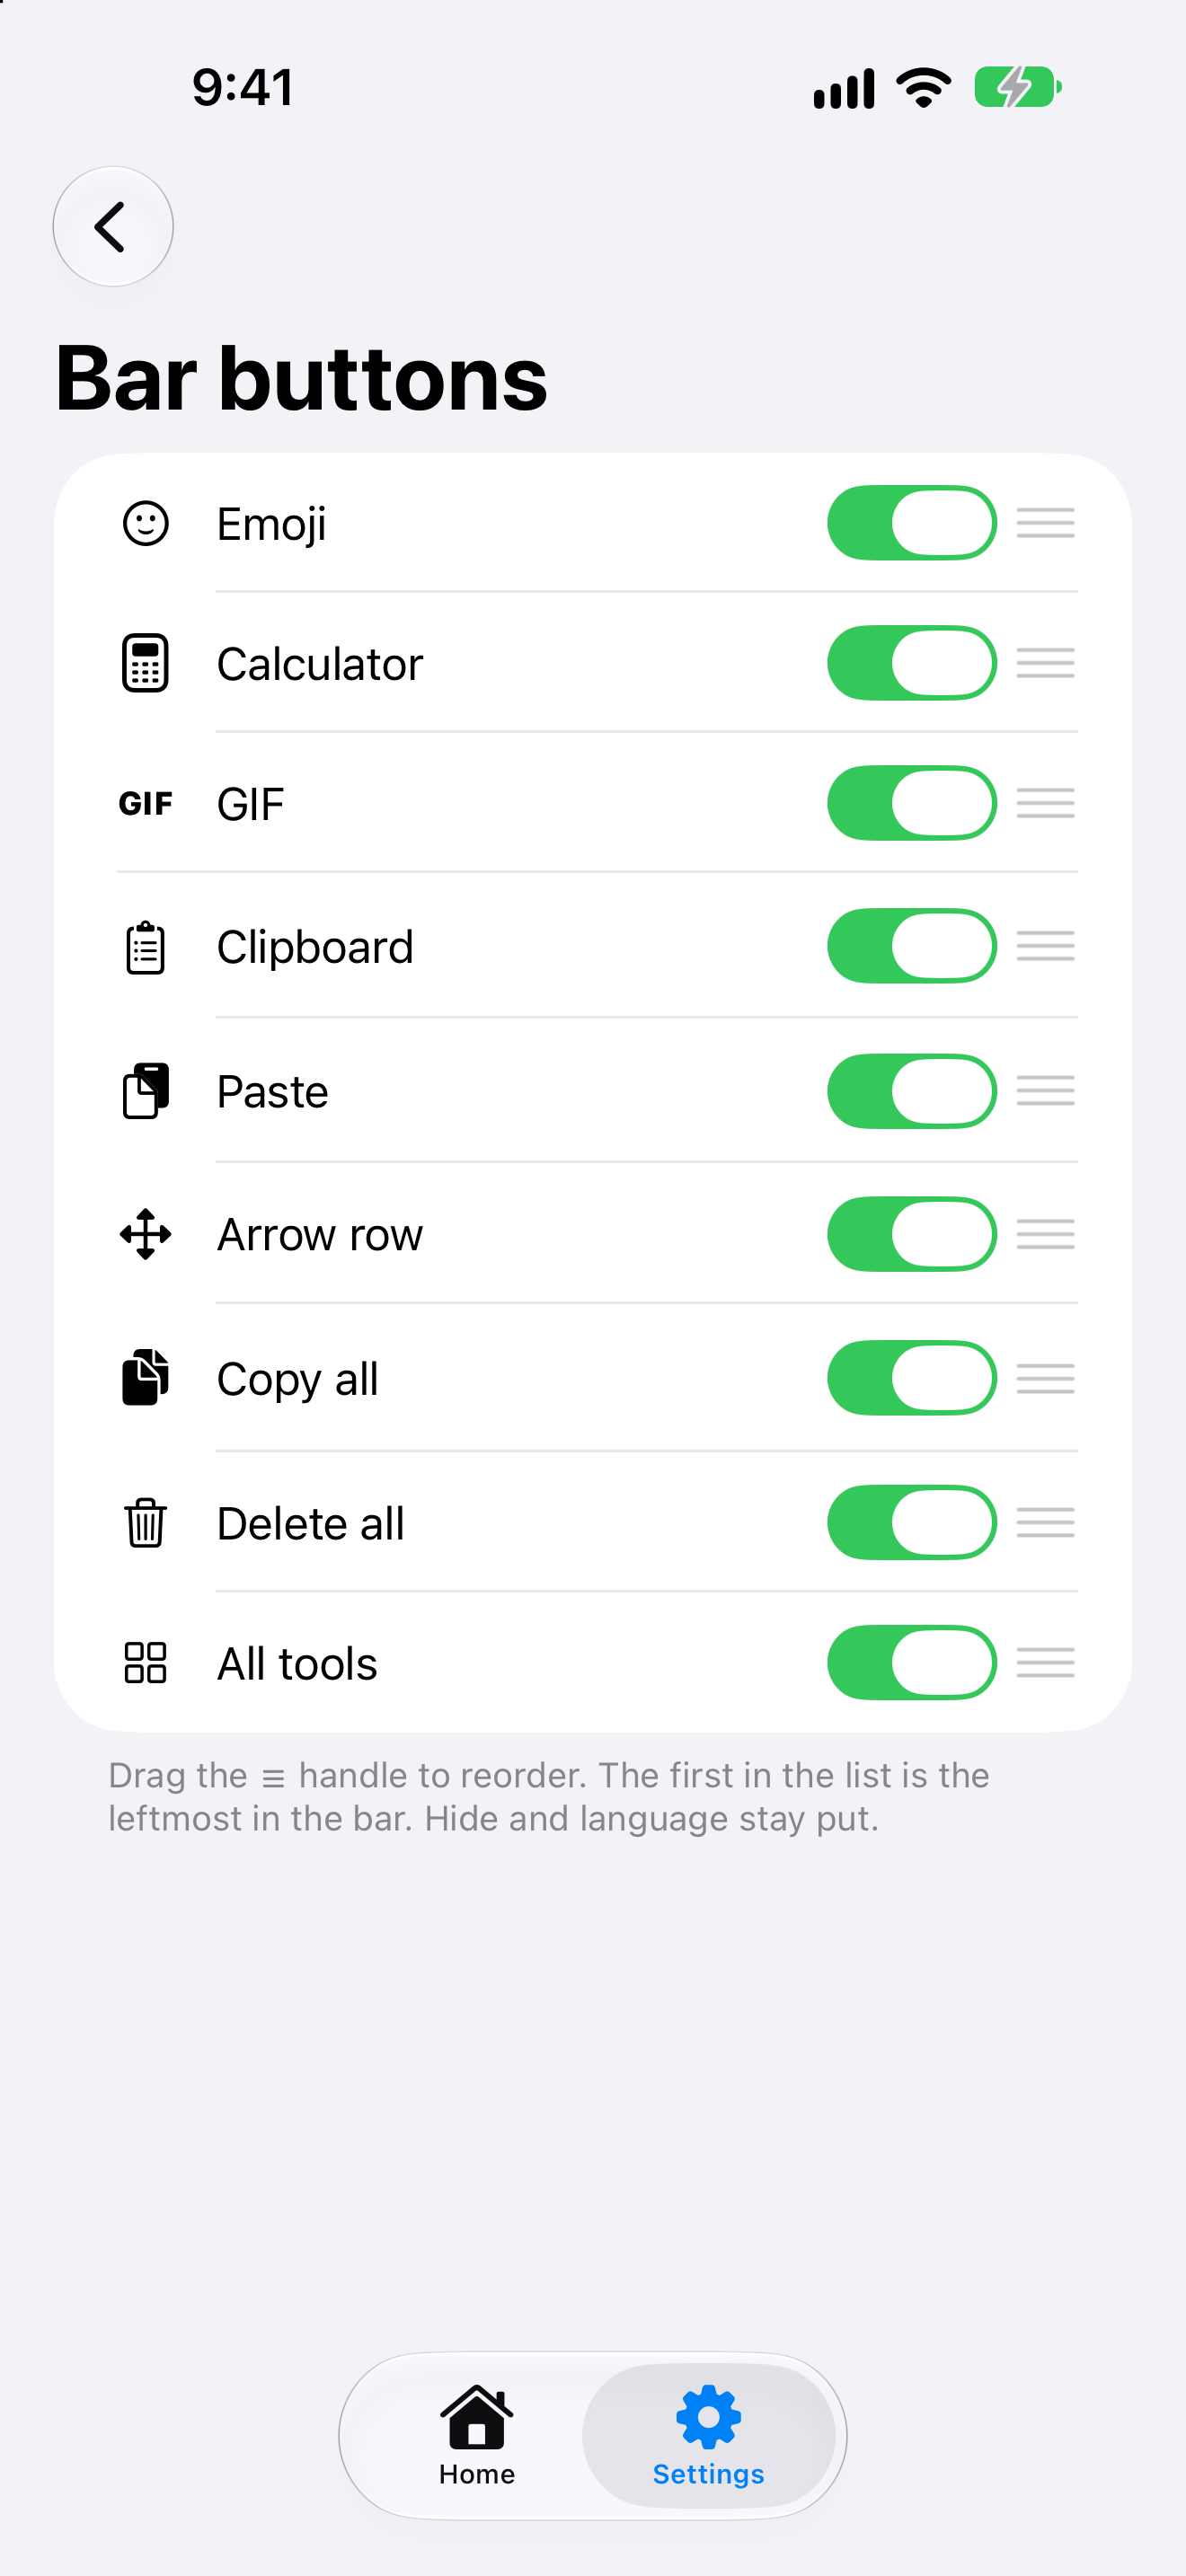 9:41
Bar buttons
Emoji
Calculator
GIF GIF
Clipboard
Paste
Arrow row
Copy all
Delete all
All tools
Drag the ≡ handle to reorder. The first in the list is the
leftmost in the bar. Hide and language stay put.
Home Settings